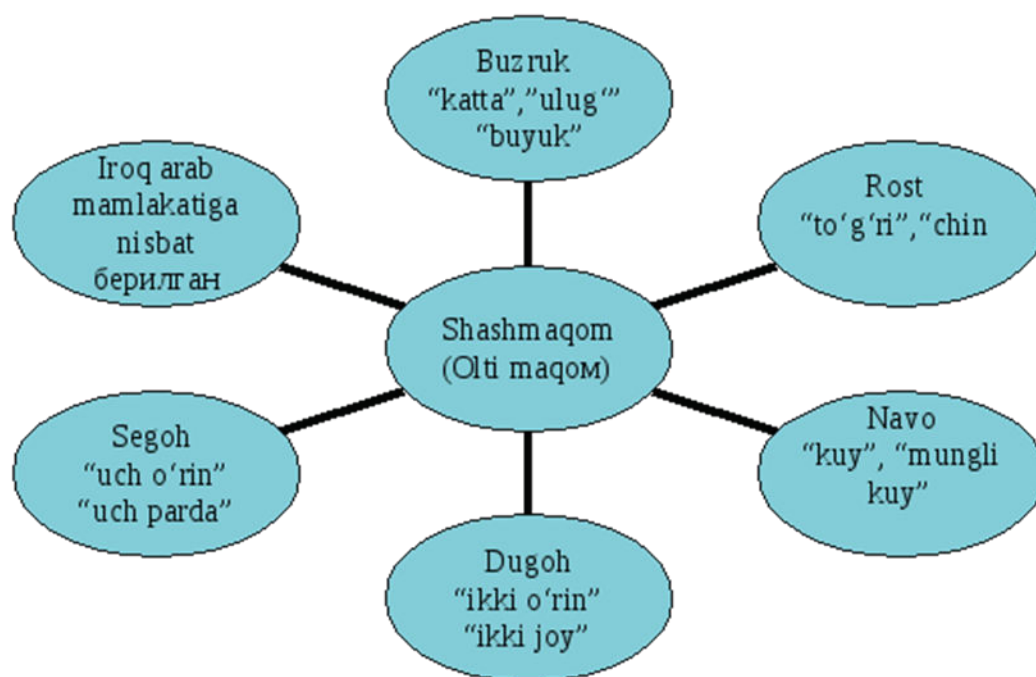 Buzruk
“katta”,”ulug‘”
“buyuk”
Rost
“to‘g‘ri”,“chin
Navo
“kuy”, “mungli
kuy”
Dugoh
“ikki o‘rin”
“ikki joy”
Segoh
“uch o‘rin”
“uch parda”
Iroq arab
mamlakatiga
nisbat
берилган
Shashmaqom
(Olti maqoм)